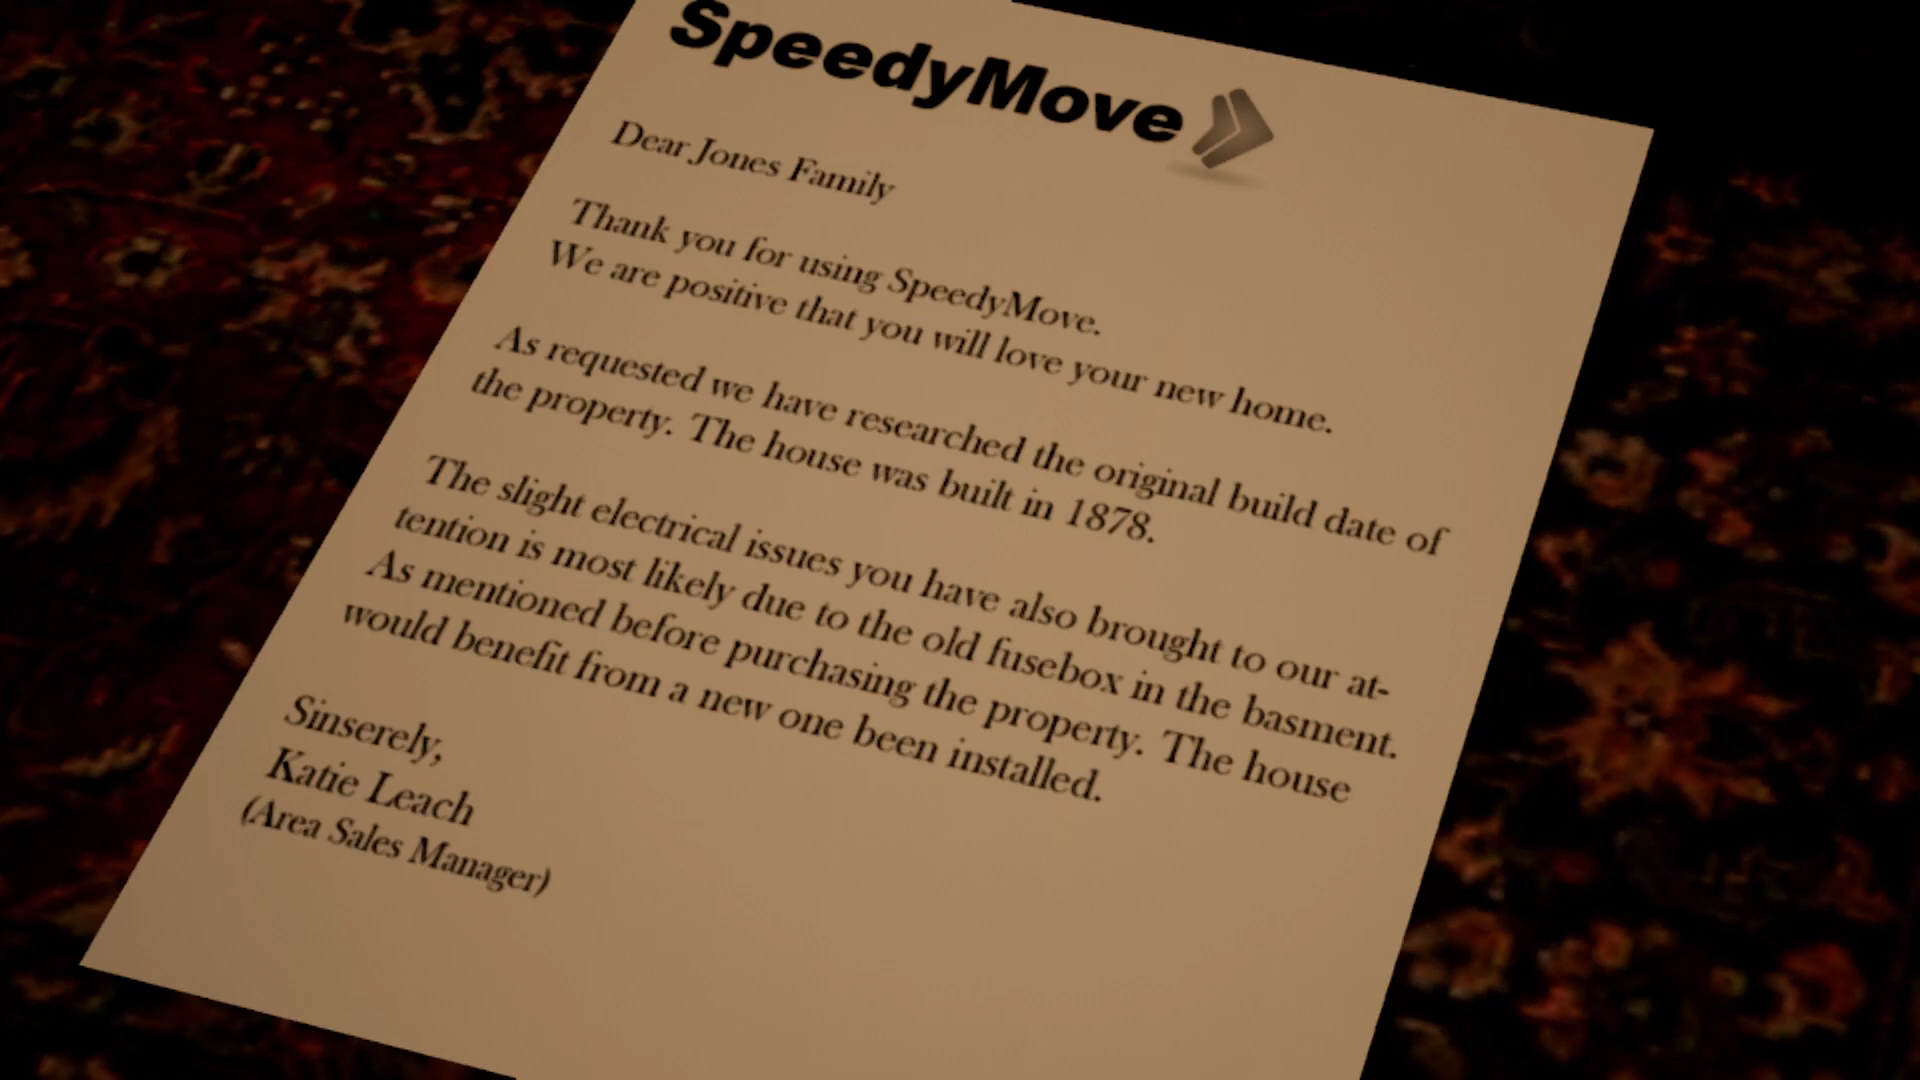 SpeedyMove
Dear Jones Family
Thank you for using SpeedyMove.
We are positive that you will love your new home.
As requested we have researched the original build date of
the property. The house was built in 1878.
The slight electrical issues you have also brought to our at-
tention is most likely due to the old fusebox in the basment.
As mentioned before purchasing the property. The house
would benefit from a new one been installed.
Sinserely,
Katie Leach
(Area Sales Manager)